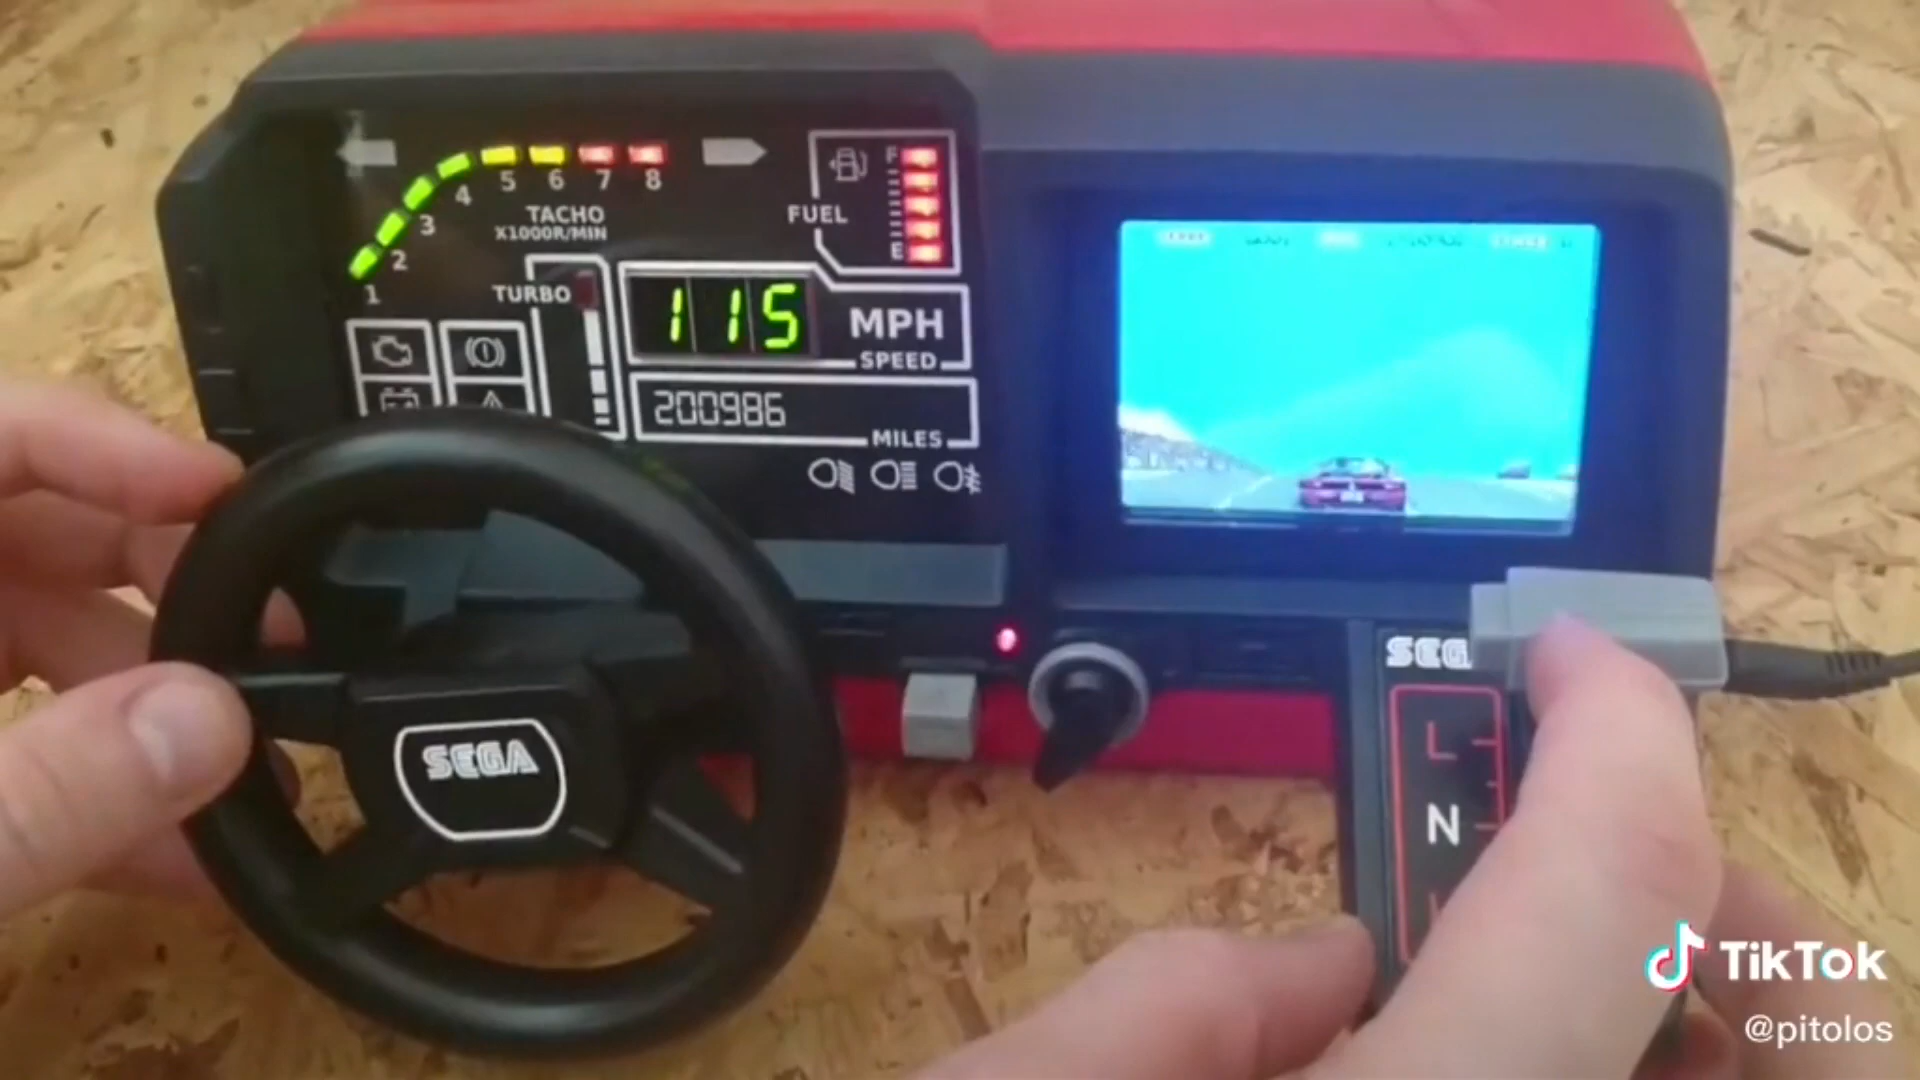 1 2 3 4 5 6 7 8
TACHO
X1000R/MIN
TURBO
FUEL
F
E
115
MPH
SPEED
200986
MILES
SEGA
SEG
L
N
TikTok
@pitolos